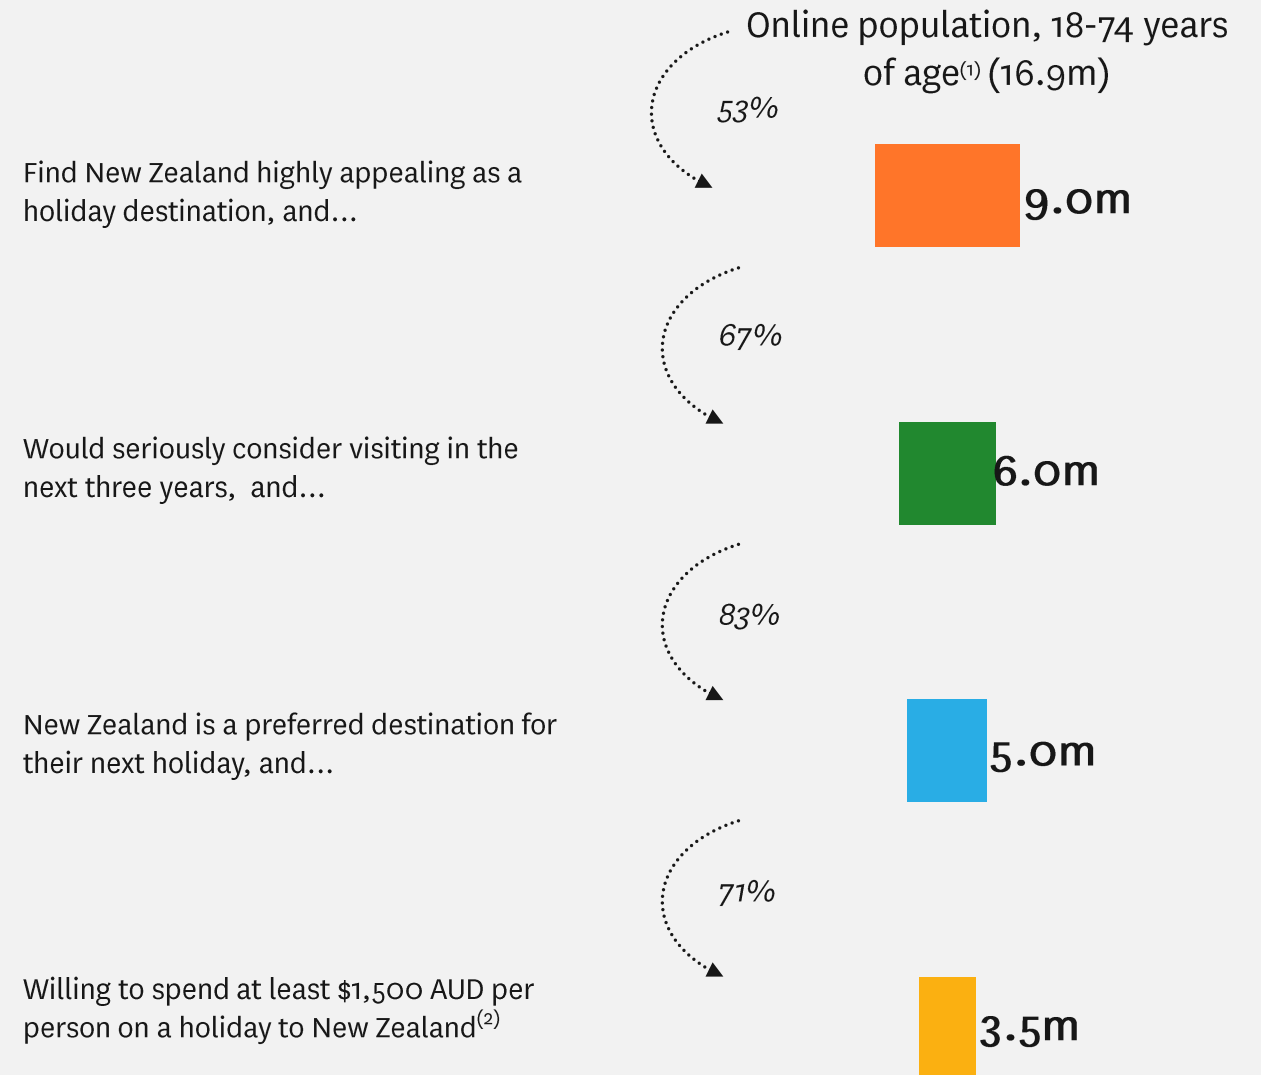 Online population, 18-74 years
of age(1) (16.9m)
53%
Find New Zealand highly appealing as a
holiday destination, and...
9.0m
67%
Would seriously consider visiting in the
next three years,  and...
6.0m
83%
New Zealand is a preferred destination for
their next holiday, and...
5.0m
71%
Willing to spend at least $1,500 AUD per
person on a holiday to New Zealand(2)
3.5m